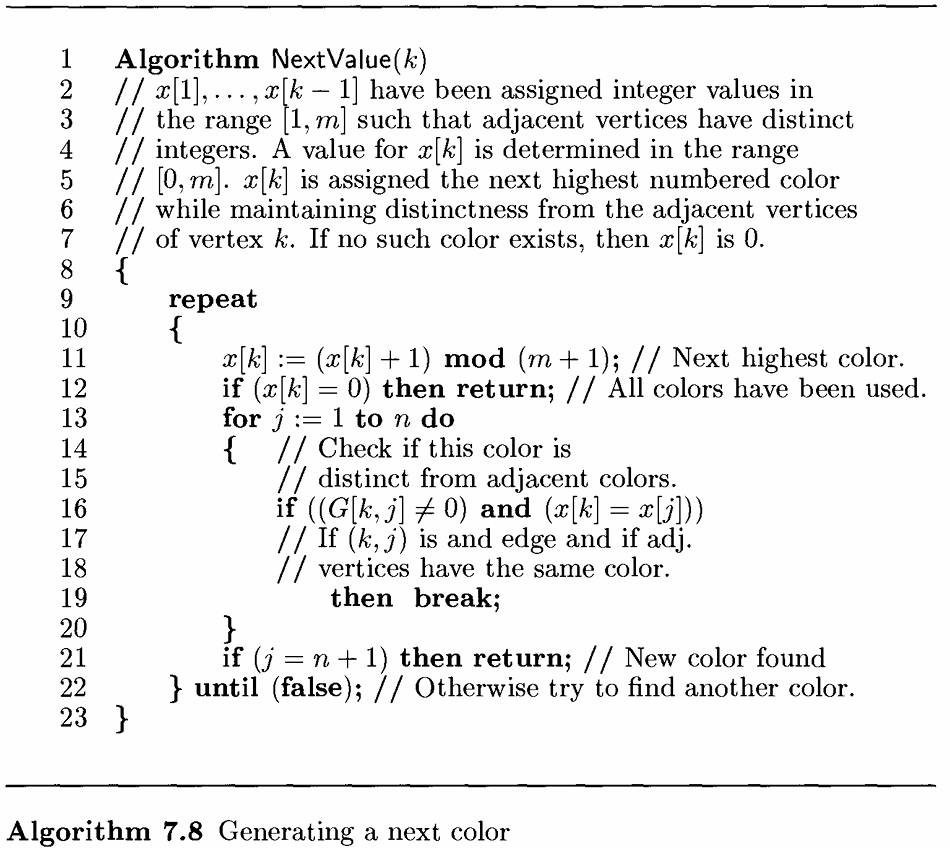 1 Algorithm NextValue(k)
2 // x[1], . . . , x[k − 1] have been assigned integer values in
3 // the range [1, m] such that adjacent vertices have distinct
4 // integers. A value for x[k] is determined in the range
5 // [0, m]. x[k] is assigned the next highest numbered color
6 // while maintaining distinctness from the adjacent vertices
7 // of vertex k. If no such color exists, then x[k] is 0.
8 {
9 repeat
10 {
11 x[k] := (x[k] + 1) mod (m + 1); // Next highest color.
12 if (x[k] = 0) then return; // All colors have been used.
13 for j := 1 to n do
14 { // Check if this color is
15 // distinct from adjacent colors.
16 if ((G[k, j] ≠ 0) and (x[k] = x[j]))
17 // If (k, j) is and edge and if adj.
18 // vertices have the same color.
19 then break;
20 }
21 if (j = n + 1) then return; // New color found
22 } until (false); // Otherwise try to find another color.
23 }
Algorithm 7.8 Generating a next color